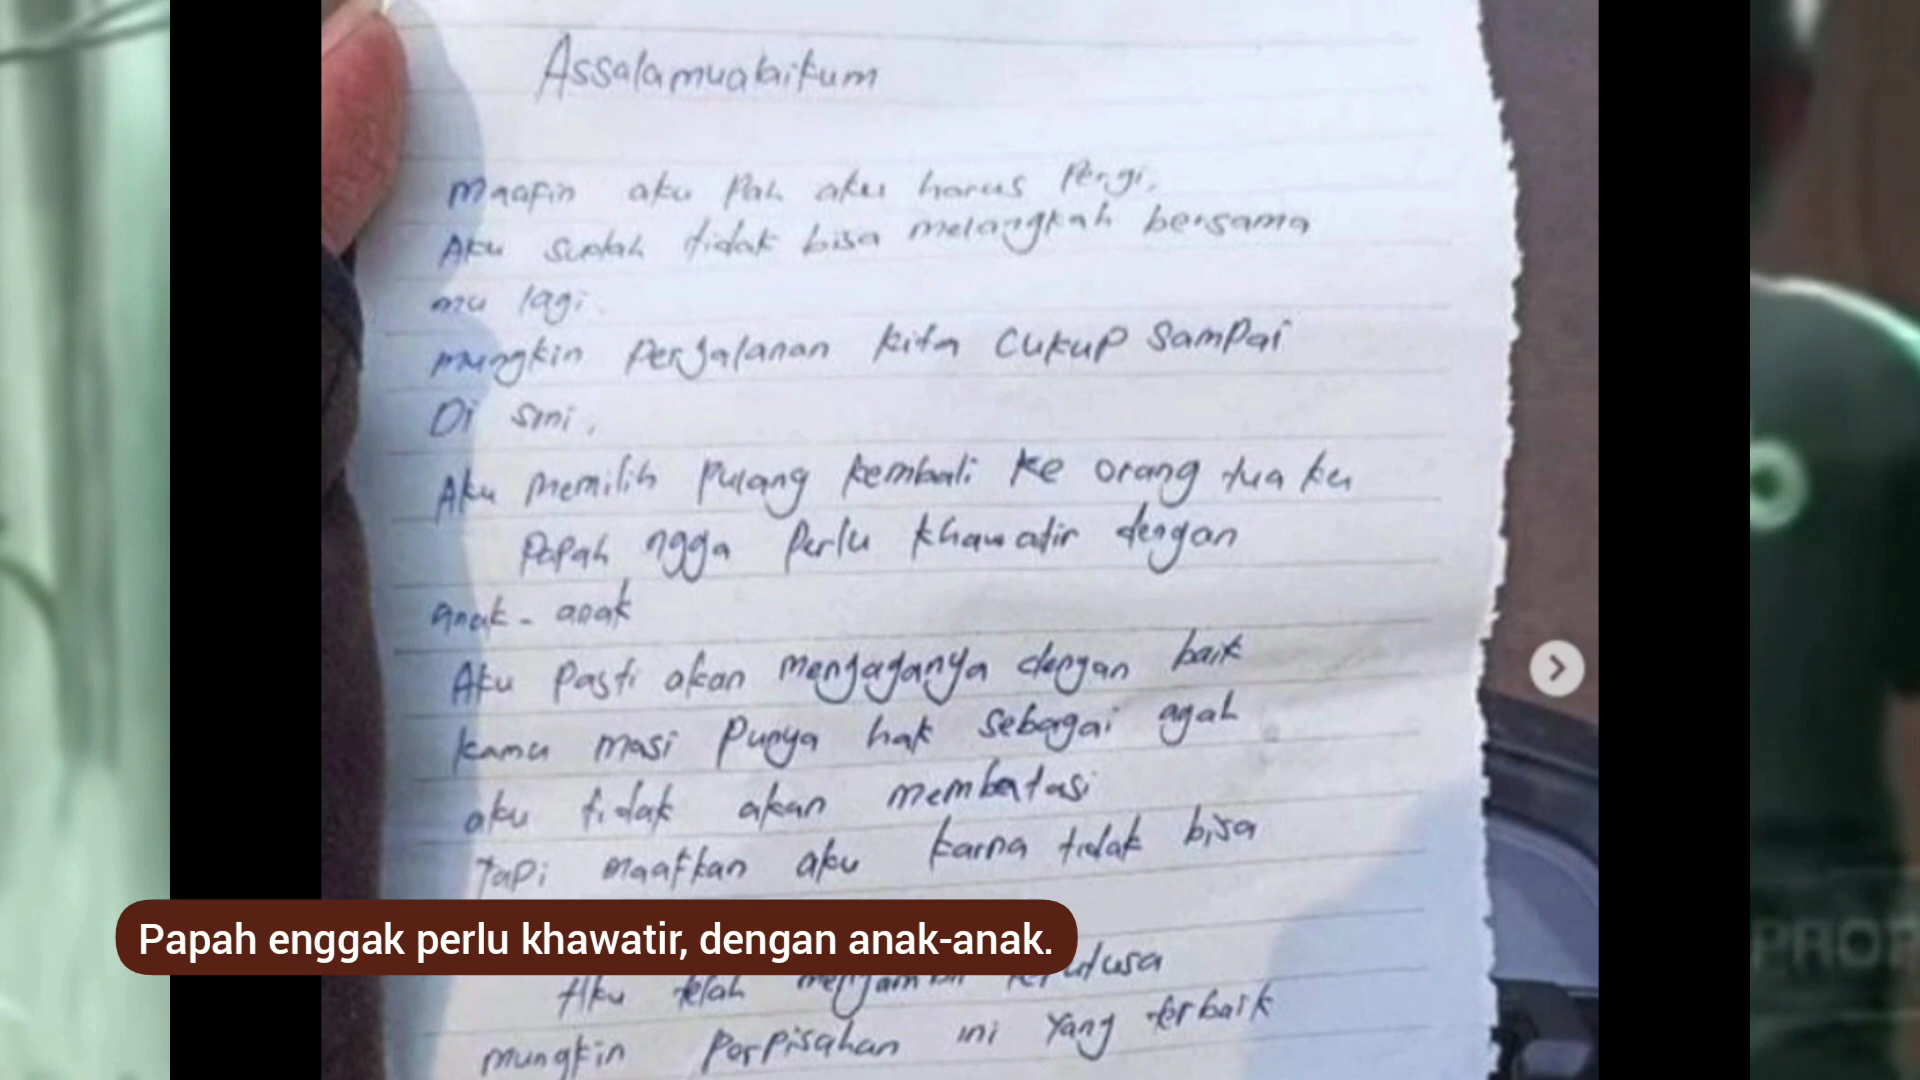 Assalamualaikum
Maafin aku Pah aku harus Pergi,
Aku sudah tidak bisa melangkah bersama
mu lagi.
mungkin Perjalanan kita cukup sampai
Di sini,
Aku memilih pulang kembali ke orang tua ku
Papah ngga Perlu khawatir dengan
anak-anak
Aku pasti akan menjaganya dengan baik
kamu masi punya hak sebagai ayah
aku tidak akan membatasi
Tapi maafkan aku karna tidak bisa
Papah enggak perlu khawatir, dengan anak-anak.
Aku telah
mungkin perpisahan ini yang terbaik
PROP